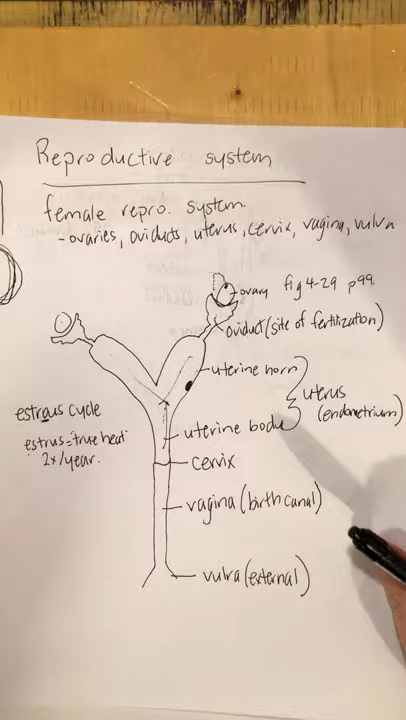 Reproductive system
female repro. system.
- ovaries, oviducts, uterus, cervix, vagina, vulva
ovary fig 4-29 p99.
oviduct (site of fertilization)
uterine horn
uterus
(endometrium)
estrous cycle
estrus = true heat
2x/year.
uterine body
cervix
vagina (birth canal)
vulva (external)